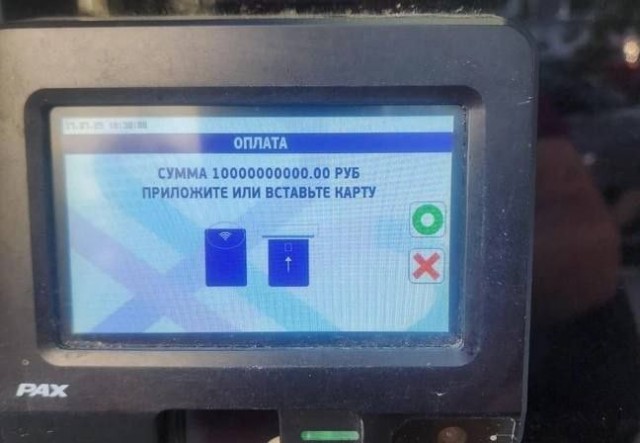 ОПЛАТА
СУММА 10000000000.00 РУБ
ПРИЛОЖИТЕ ИЛИ ВСТАВЬТЕ КАРТУ
PAX